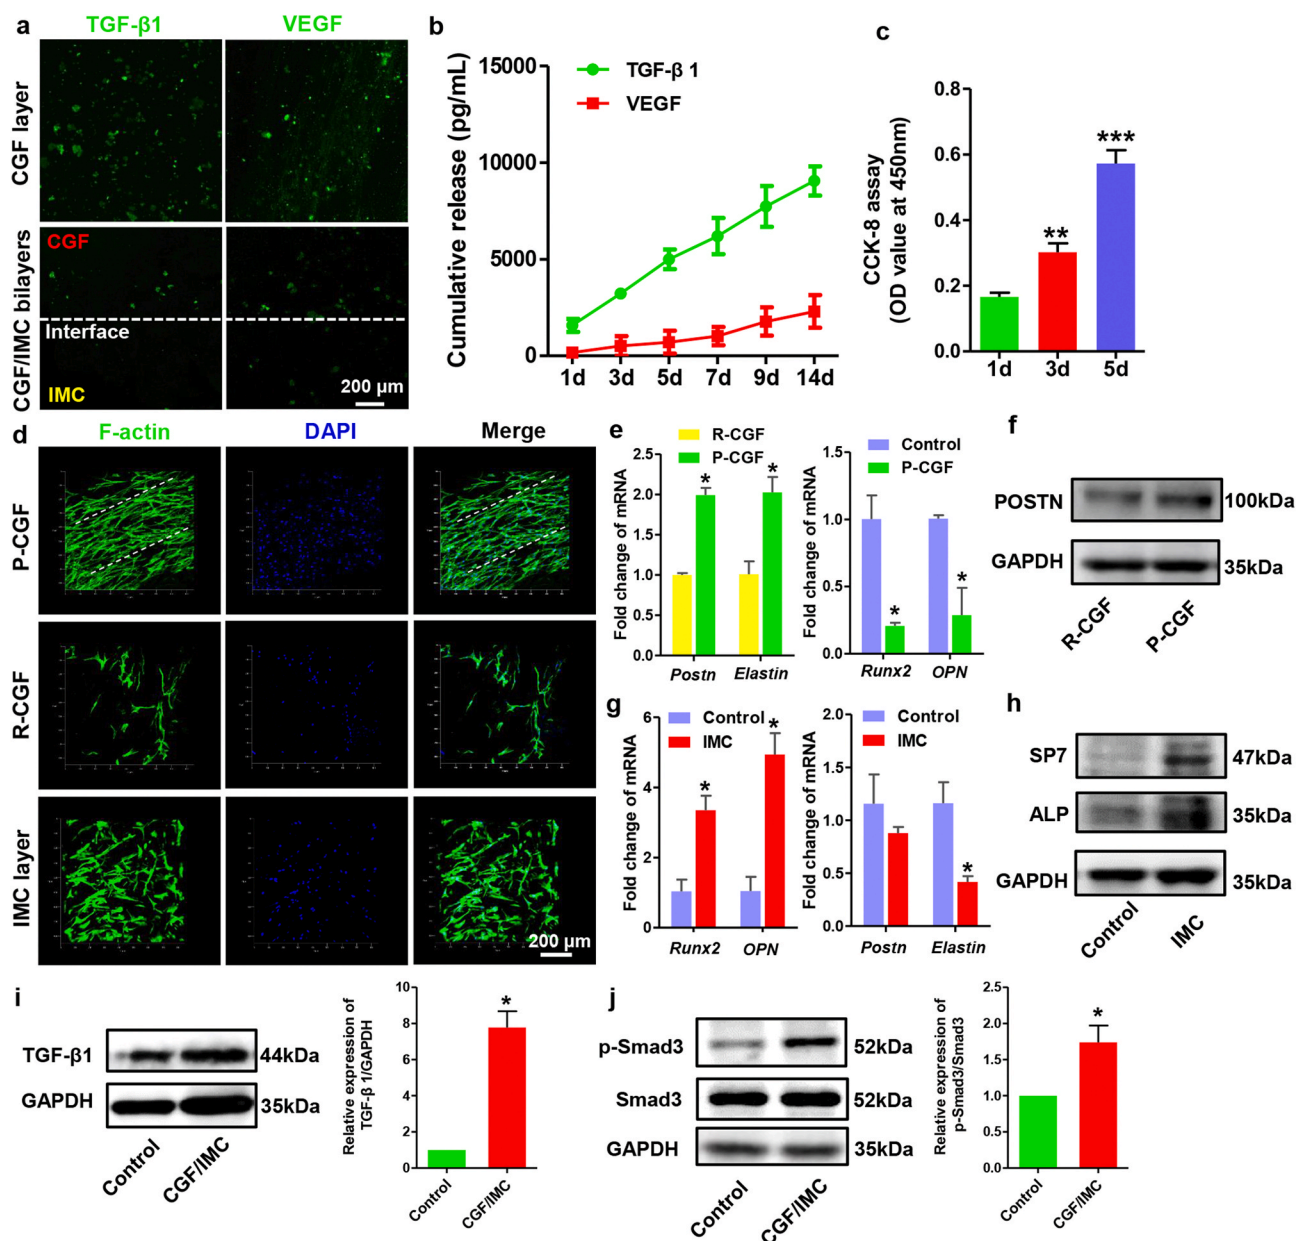 a
TGF-β1
VEGF
CGF layer
CGF/IMC bilayers
CGF
Interface
IMC
200 µm
b
Cumulative release (pg/mL)
15000
10000
5000
0
TGF-β 1
VEGF
1d 3d 5d 7d 9d 14d
c
CCK-8 assay
(OD value at 450nm)
0.8
0.6
0.4
0.2
0.0
**
***
1d 3d 5d
d
F-actin
DAPI
Merge
P-CGF
R-CGF
IMC layer
200 µm
e
R-CGF
P-CGF
Fold change of mRNA
2.5
2.0
1.5
1.0
0.5
0.0
* *
Postn Elastin
Control
P-CGF
Fold change of mRNA
1.5
1.0
0.5
0.0
* *
Runx2 OPN
f
POSTN
100kDa
GAPDH
35kDa
R-CGF
P-CGF
g
Control
IMC
Fold change of mRNA
6
4
2
0
* *
Runx2 OPN
Control
IMC
Fold change of mRNA
2.0
1.5
1.0
0.5
0.0
*
Postn Elastin
h
SP7
47kDa
ALP
35kDa
GAPDH
35kDa
Control
IMC
i
TGF-β1
44kDa
GAPDH
35kDa
Control
CGF/IMC
Relative expression of
TGF-β 1/GAPDH
10
8
6
4
2
0
*
Control
CGF/IMC
j
p-Smad3
52kDa
Smad3
52kDa
GAPDH
35kDa
Control
CGF/IMC
Relative expression of
p-Smad3/Smad3
2.5
2.0
1.5
1.0
0.5
0.0
*
Control
CGF/IMC